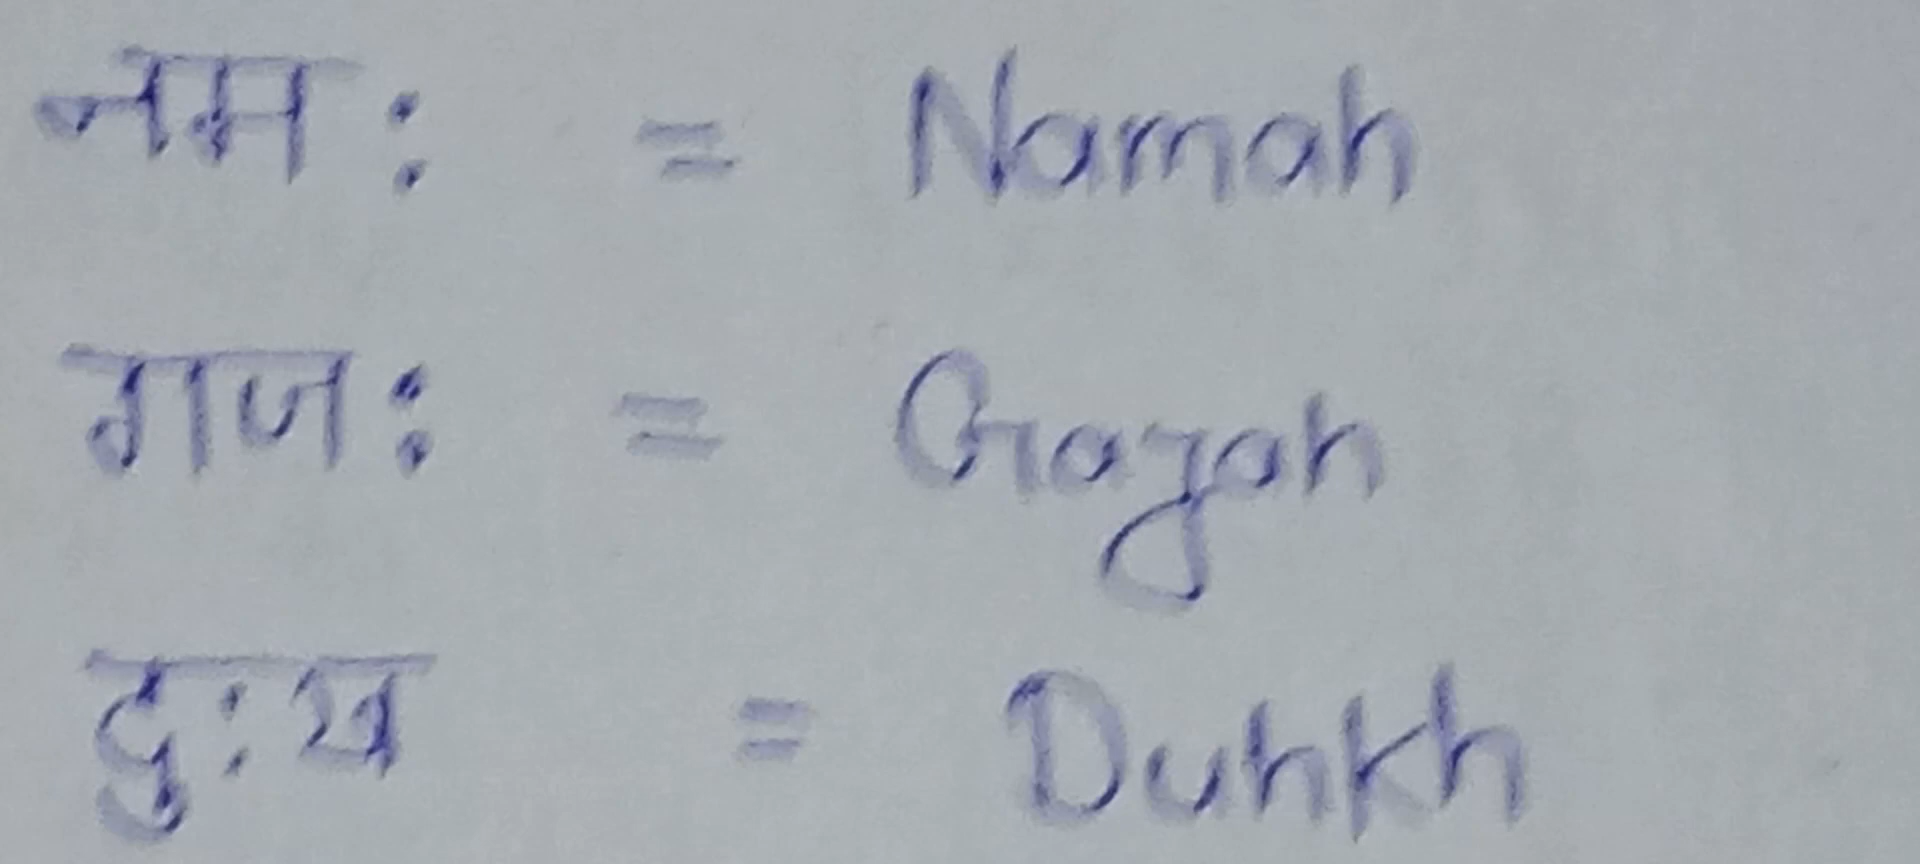 नमः = Namah
गजः = Gajah
दुःख = Duhkh